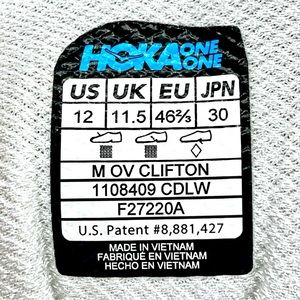 HOKA ONE ONE
US UK EU JPN
12 11.5 46⅔ 30
M OV CLIFTON
1108409 CDLW
F27220A
U.S. Patent #8,881,427
MADE IN VIETNAM
FABRIQUÉ EN VIETNAM
HECHO EN VIETNAM